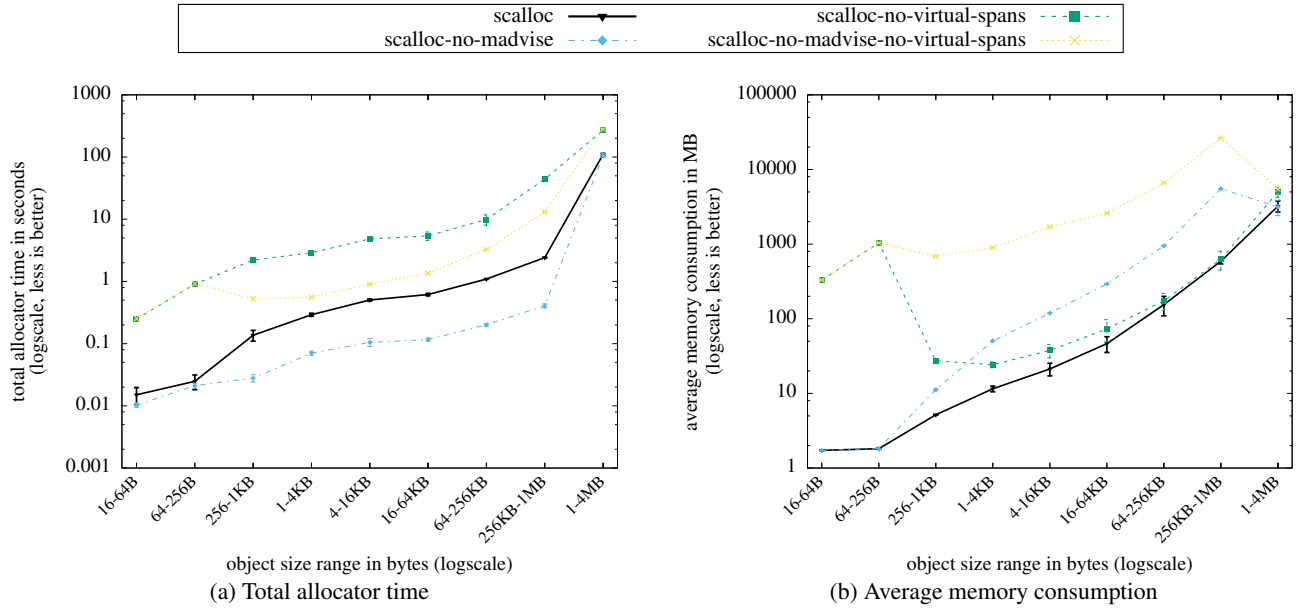 scalloc
scalloc-no-madvise
scalloc-no-virtual-spans
scalloc-no-madvise-no-virtual-spans
total allocator time in seconds
(logscale, less is better)
1000
100
10
1
0.1
0.01
0.001
16-64B
64-256B
256-1KB
1-4KB
4-16KB
16-64KB
64-256KB
256KB-1MB
1-4MB
object size range in bytes (logscale)
(a) Total allocator time
average memory consumption in MB
(logscale, less is better)
100000
10000
1000
100
10
1
16-64B
64-256B
256-1KB
1-4KB
4-16KB
16-64KB
64-256KB
256KB-1MB
1-4MB
object size range in bytes (logscale)
(b) Average memory consumption